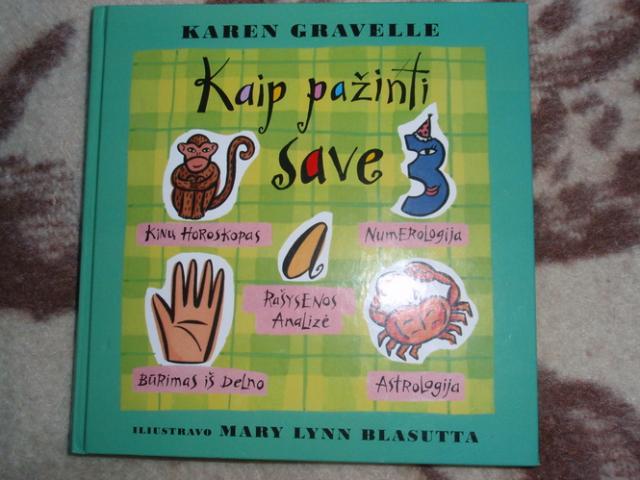 KAREN GRAVELLE
Kaip pažinti
save
Kinų Horoskopas
NumErologija
RašysEnos
AnaLizė
BūRimas iš DeLno
Astrologija
ILIUSTRAVO MARY LYNN BLASUTTA